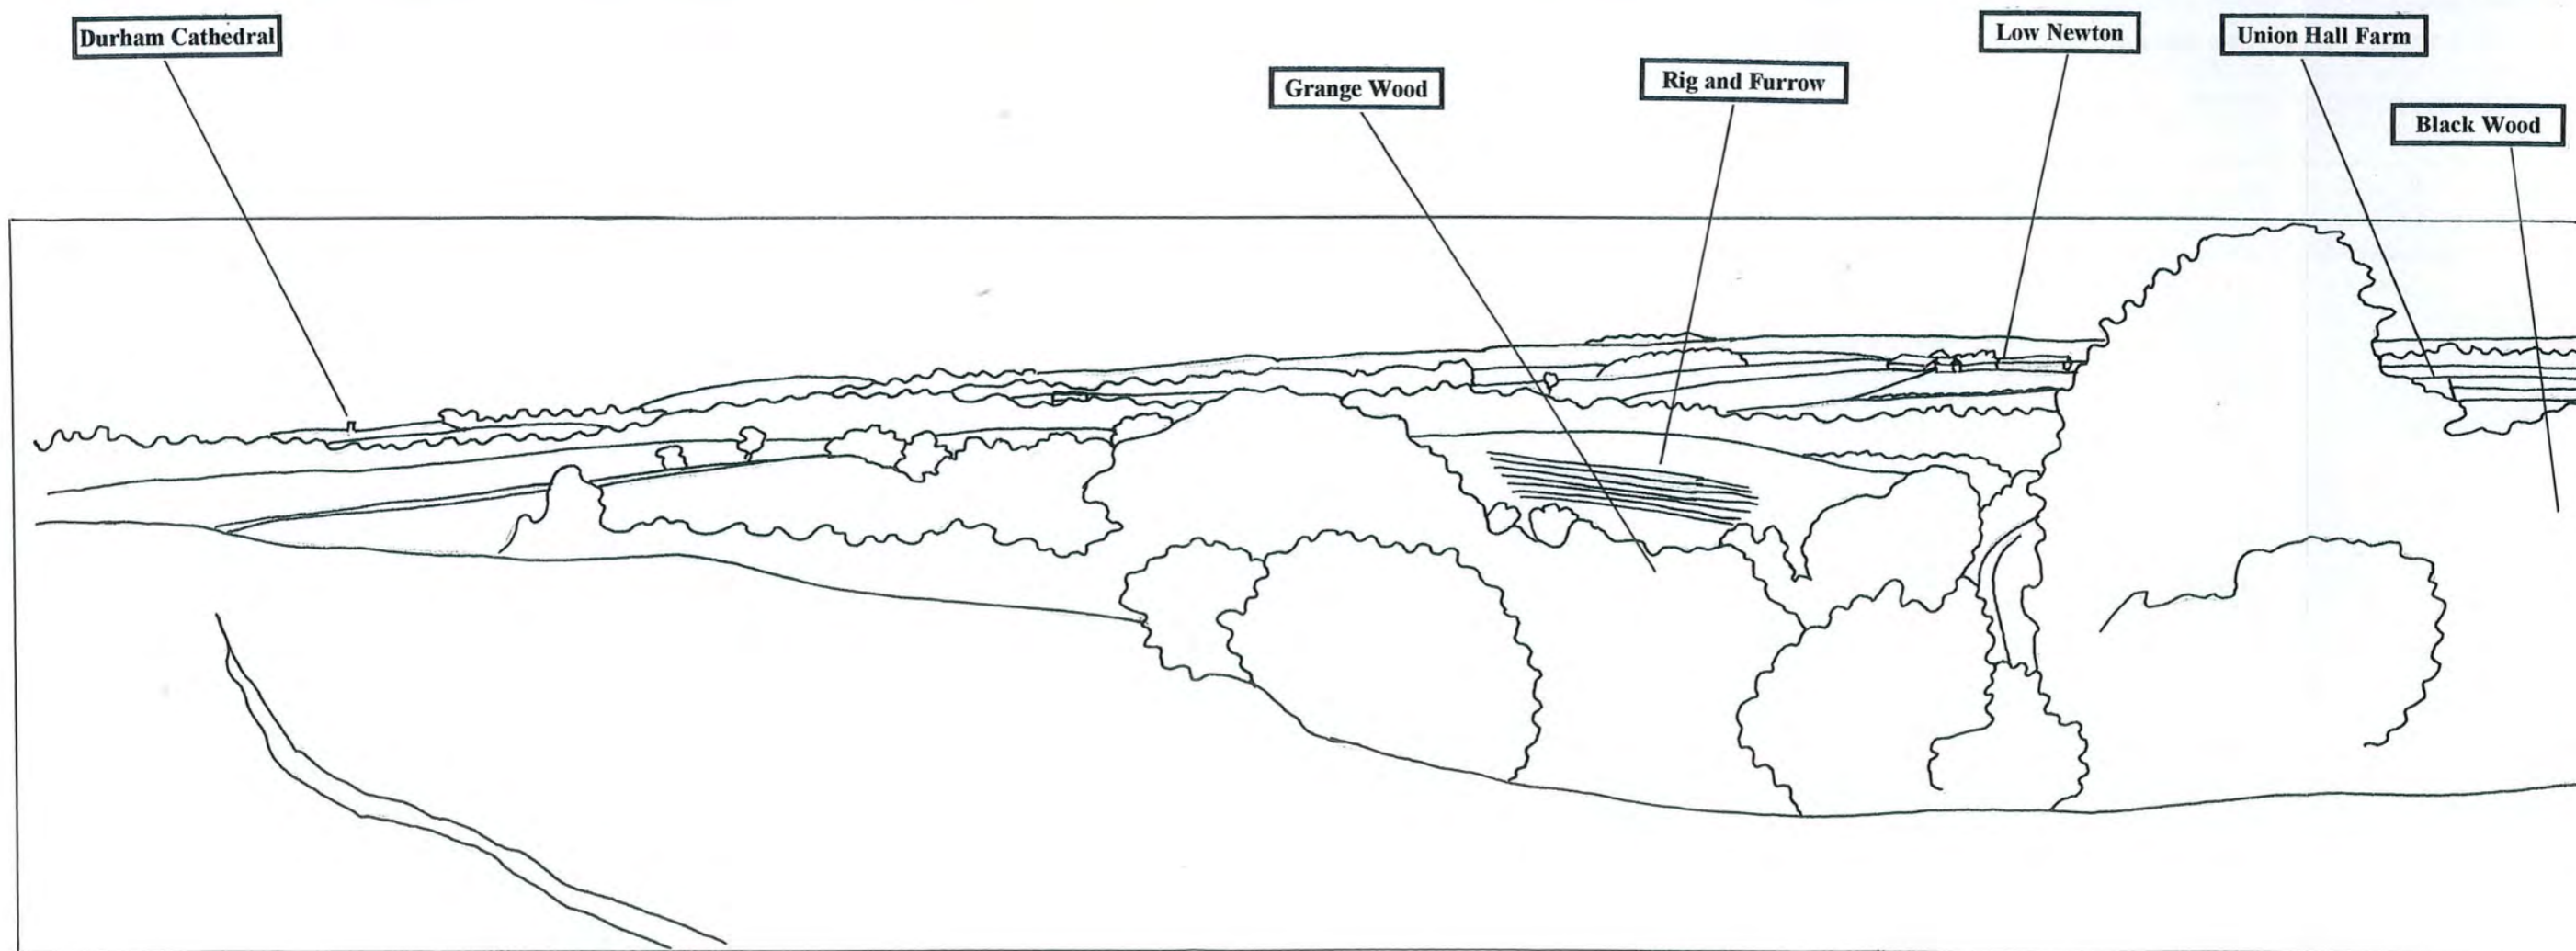 Durham Cathedral
Grange Wood
Rig and Furrow
Low Newton
Union Hall Farm
Black Wood